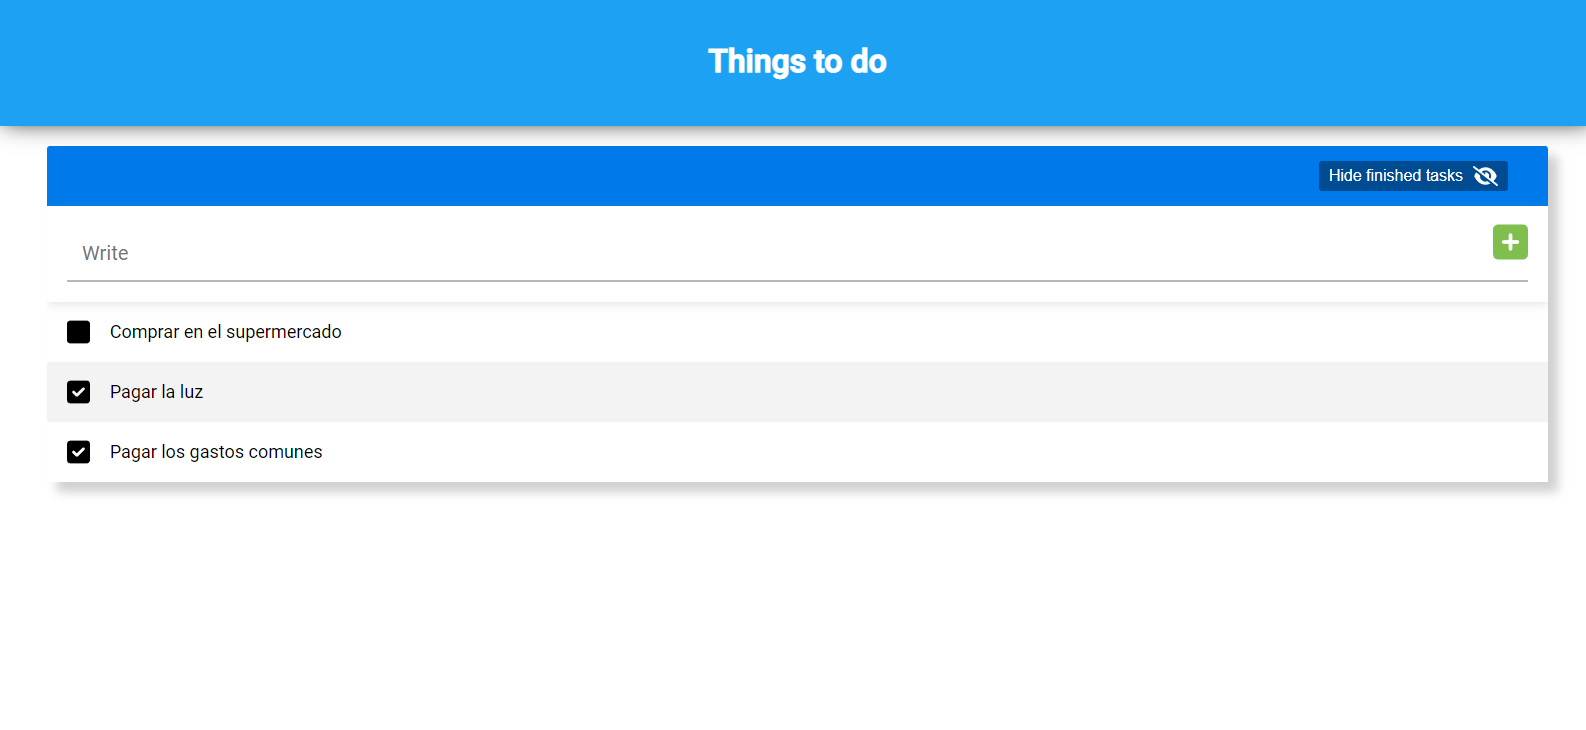 Things to do
Hide finished tasks
Write
Comprar en el supermercado
Pagar la luz
Pagar los gastos comunes